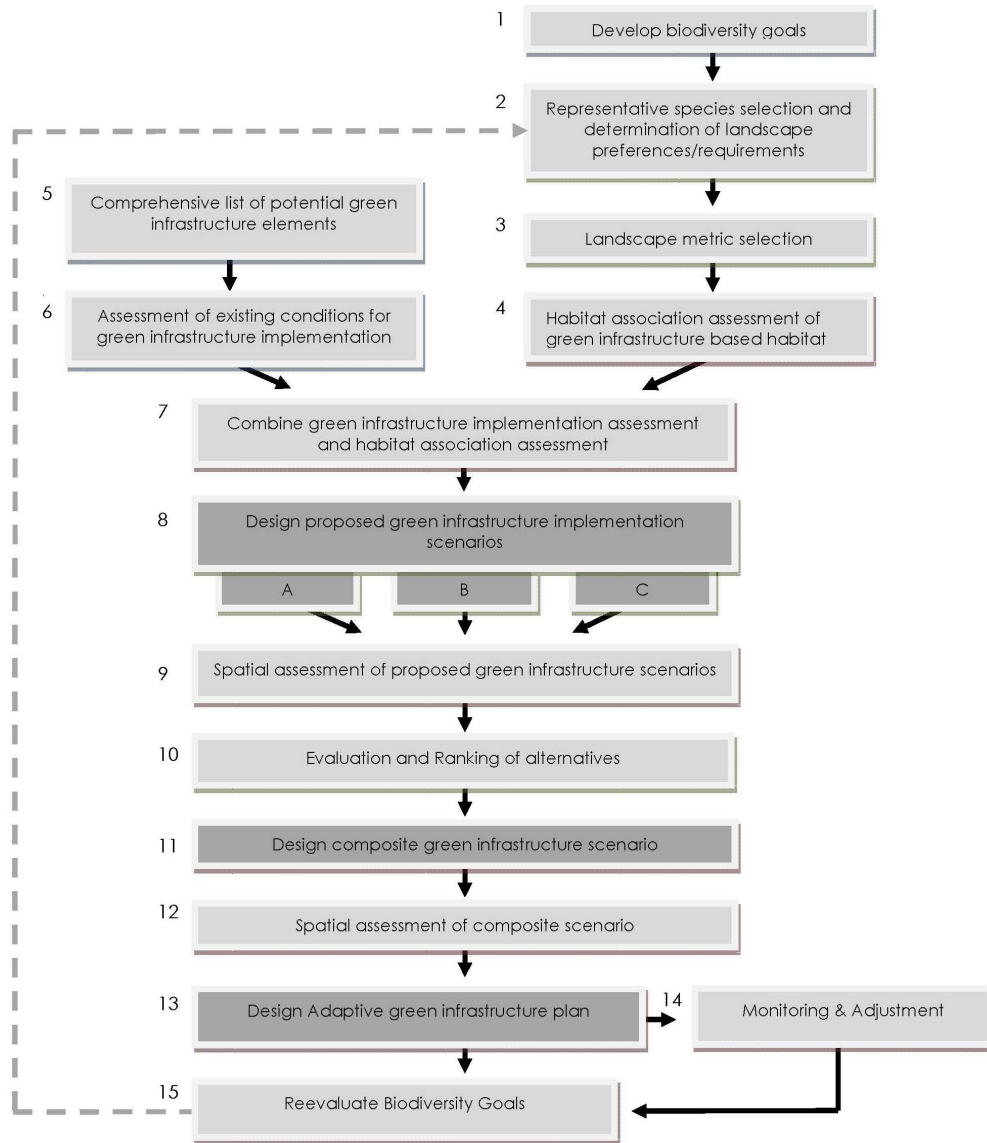 1
Develop biodiversity goals
2
Representative species selection and
determination of landscape
preferences/requirements
5
Comprehensive list of potential green
infrastructure elements
3
Landscape metric selection
6
Assessment of existing conditions for
green infrastructure implementation
4
Habitat association assessment of
green infrastructure based habitat
7
Combine green infrastructure implementation assessment
and habitat association assessment
8
Design proposed green infrastructure implementation
scenarios
A
B
C
9
Spatial assessment of proposed green infrastructure scenarios
10
Evaluation and Ranking of alternatives
11
Design composite green infrastructure scenario
12
Spatial assessment of composite scenario
13
Design Adaptive green infrastructure plan
14
Monitoring & Adjustment
15
Reevaluate Biodiversity Goals